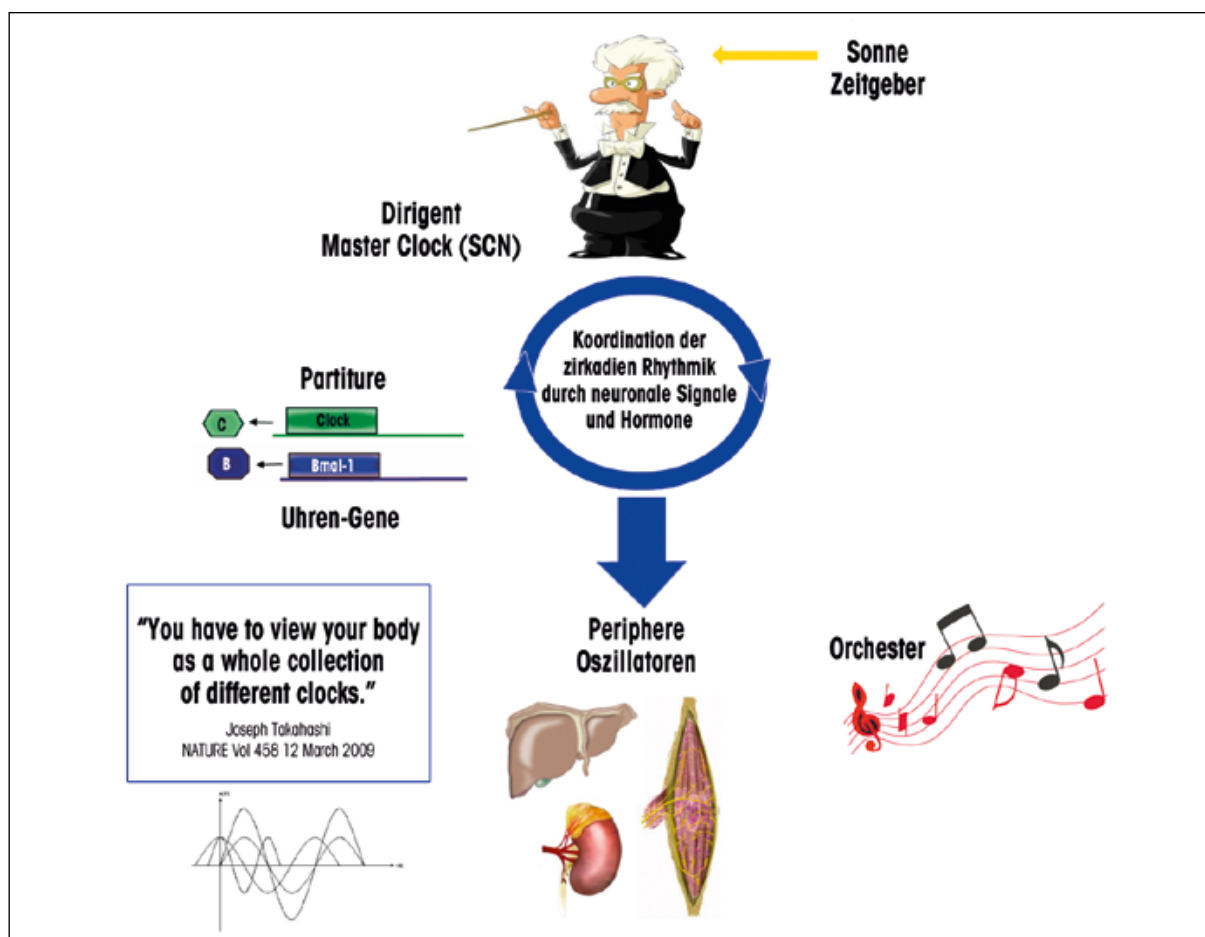 Sonne
Zeitgeber
Dirigent
Master Clock (SCN)
Koordination der
zirkadien Rhythmik
durch neuronale Signale
und Hormone
Partiture
C
Clock
B
Bmal-1
Uhren-Gene
"You have to view your body
as a whole collection
of different clocks."
Joseph Takahashi
NATURE Vol 458 12 March 2009
Periphere
Oszillatoren
Orchester